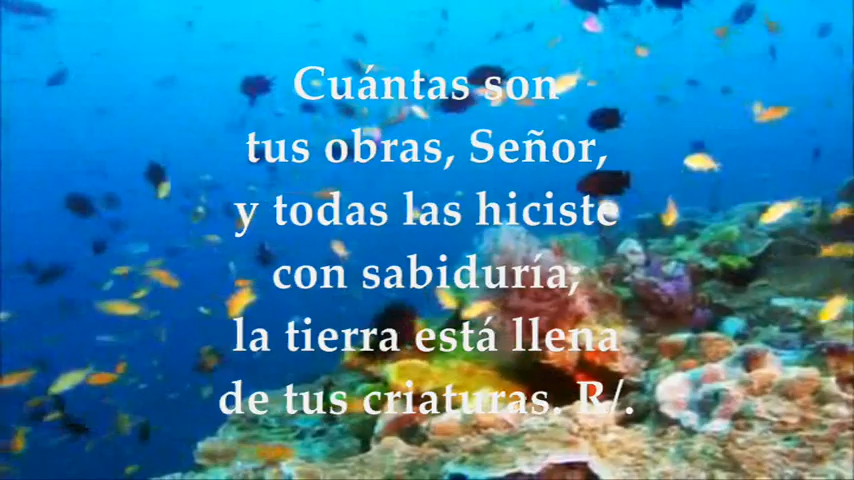 Cuántas son
tus obras, Señor,
y todas las hiciste
con sabiduría;
la tierra está llena
de tus criaturas. R/.